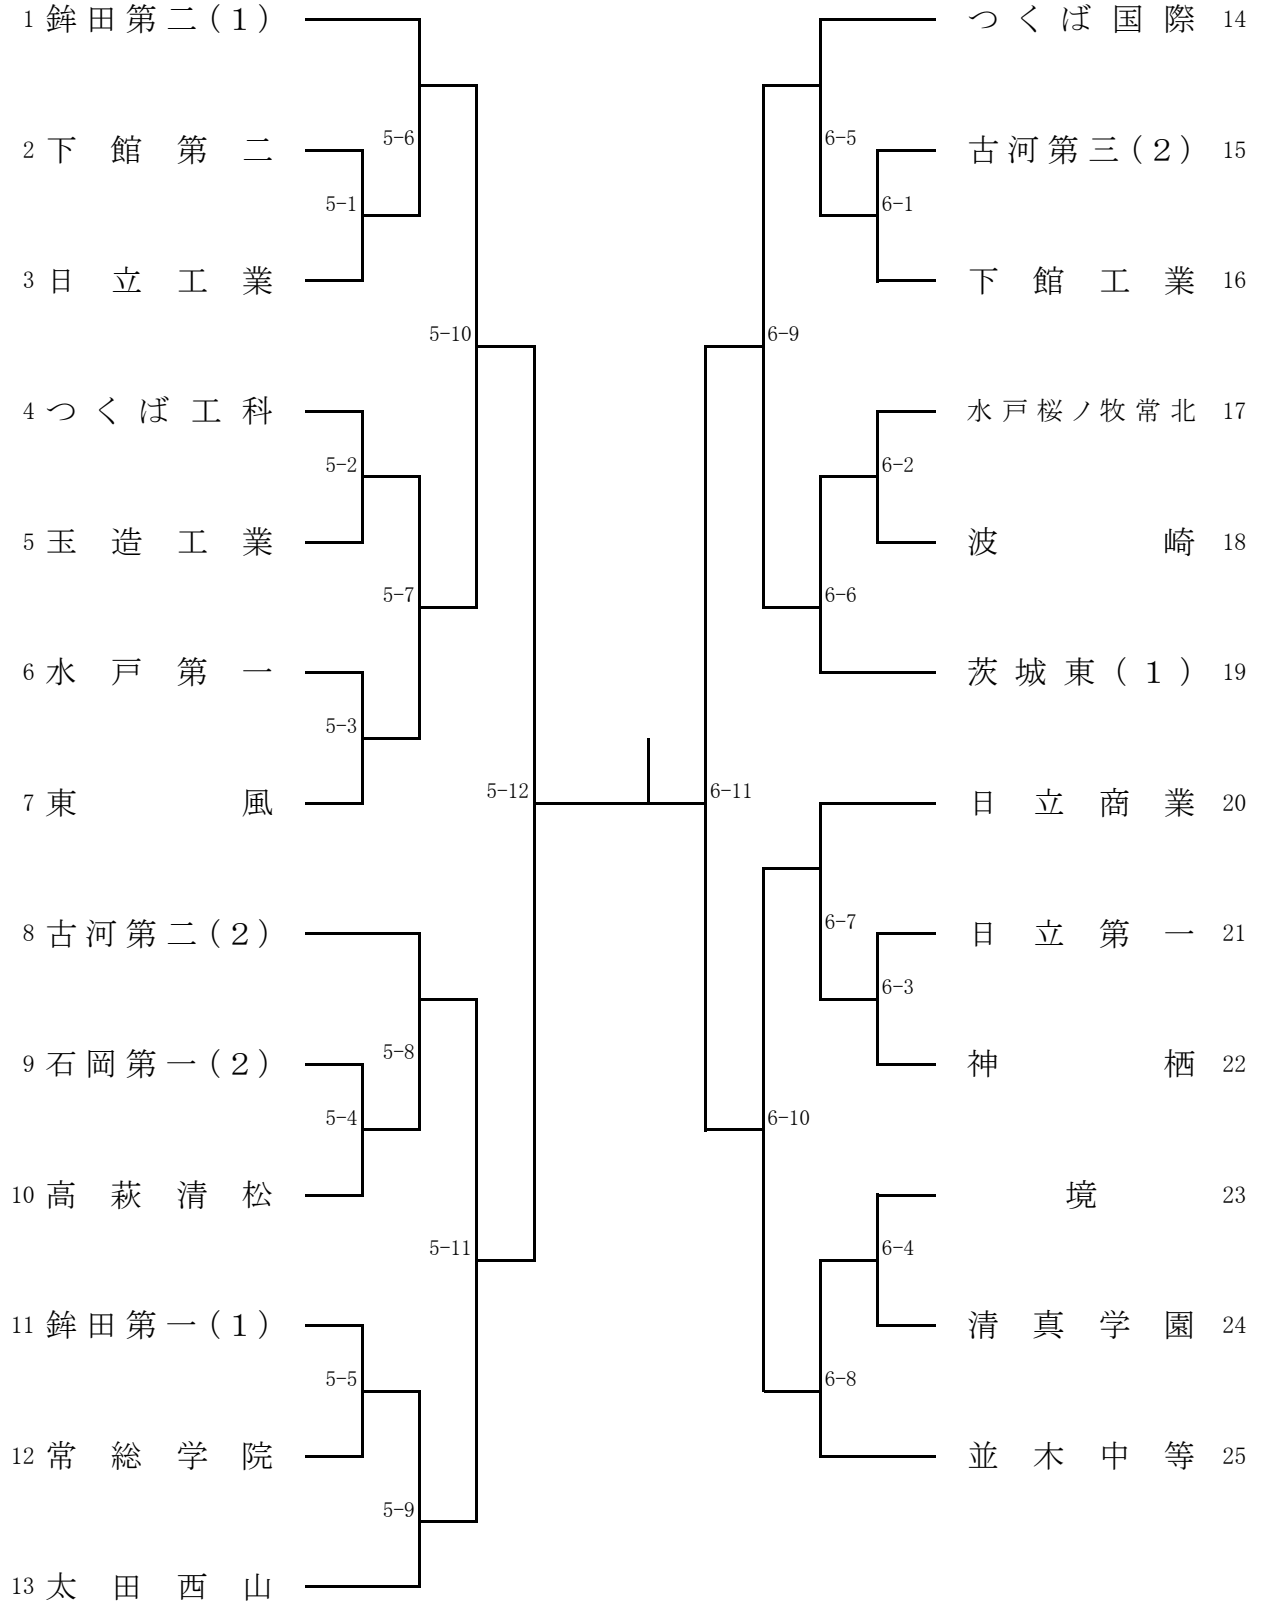 1 鉾田第二(１)
つくば国際 14
2 下館第二
5-6
6-5
古河第三(２) 15
5-1
6-1
3 日立工業
下館工業 16
5-10
6-9
4 つくば工科
水戸桜ノ牧常北 17
5-2
6-2
5 玉造工業
波崎 18
5-7
6-6
6 水戸第一
茨城東(１) 19
5-3
5-12
6-11
7 東風
日立商業 20
6-7
8 古河第二(２)
日立第一 21
6-3
5-8
9 石岡第一(２)
神栖 22
5-4
6-10
10 高萩清松
境 23
5-11
6-4
11 鉾田第一(１)
清真学園 24
5-5
6-8
12 常総学院
並木中等 25
5-9
13 太田西山